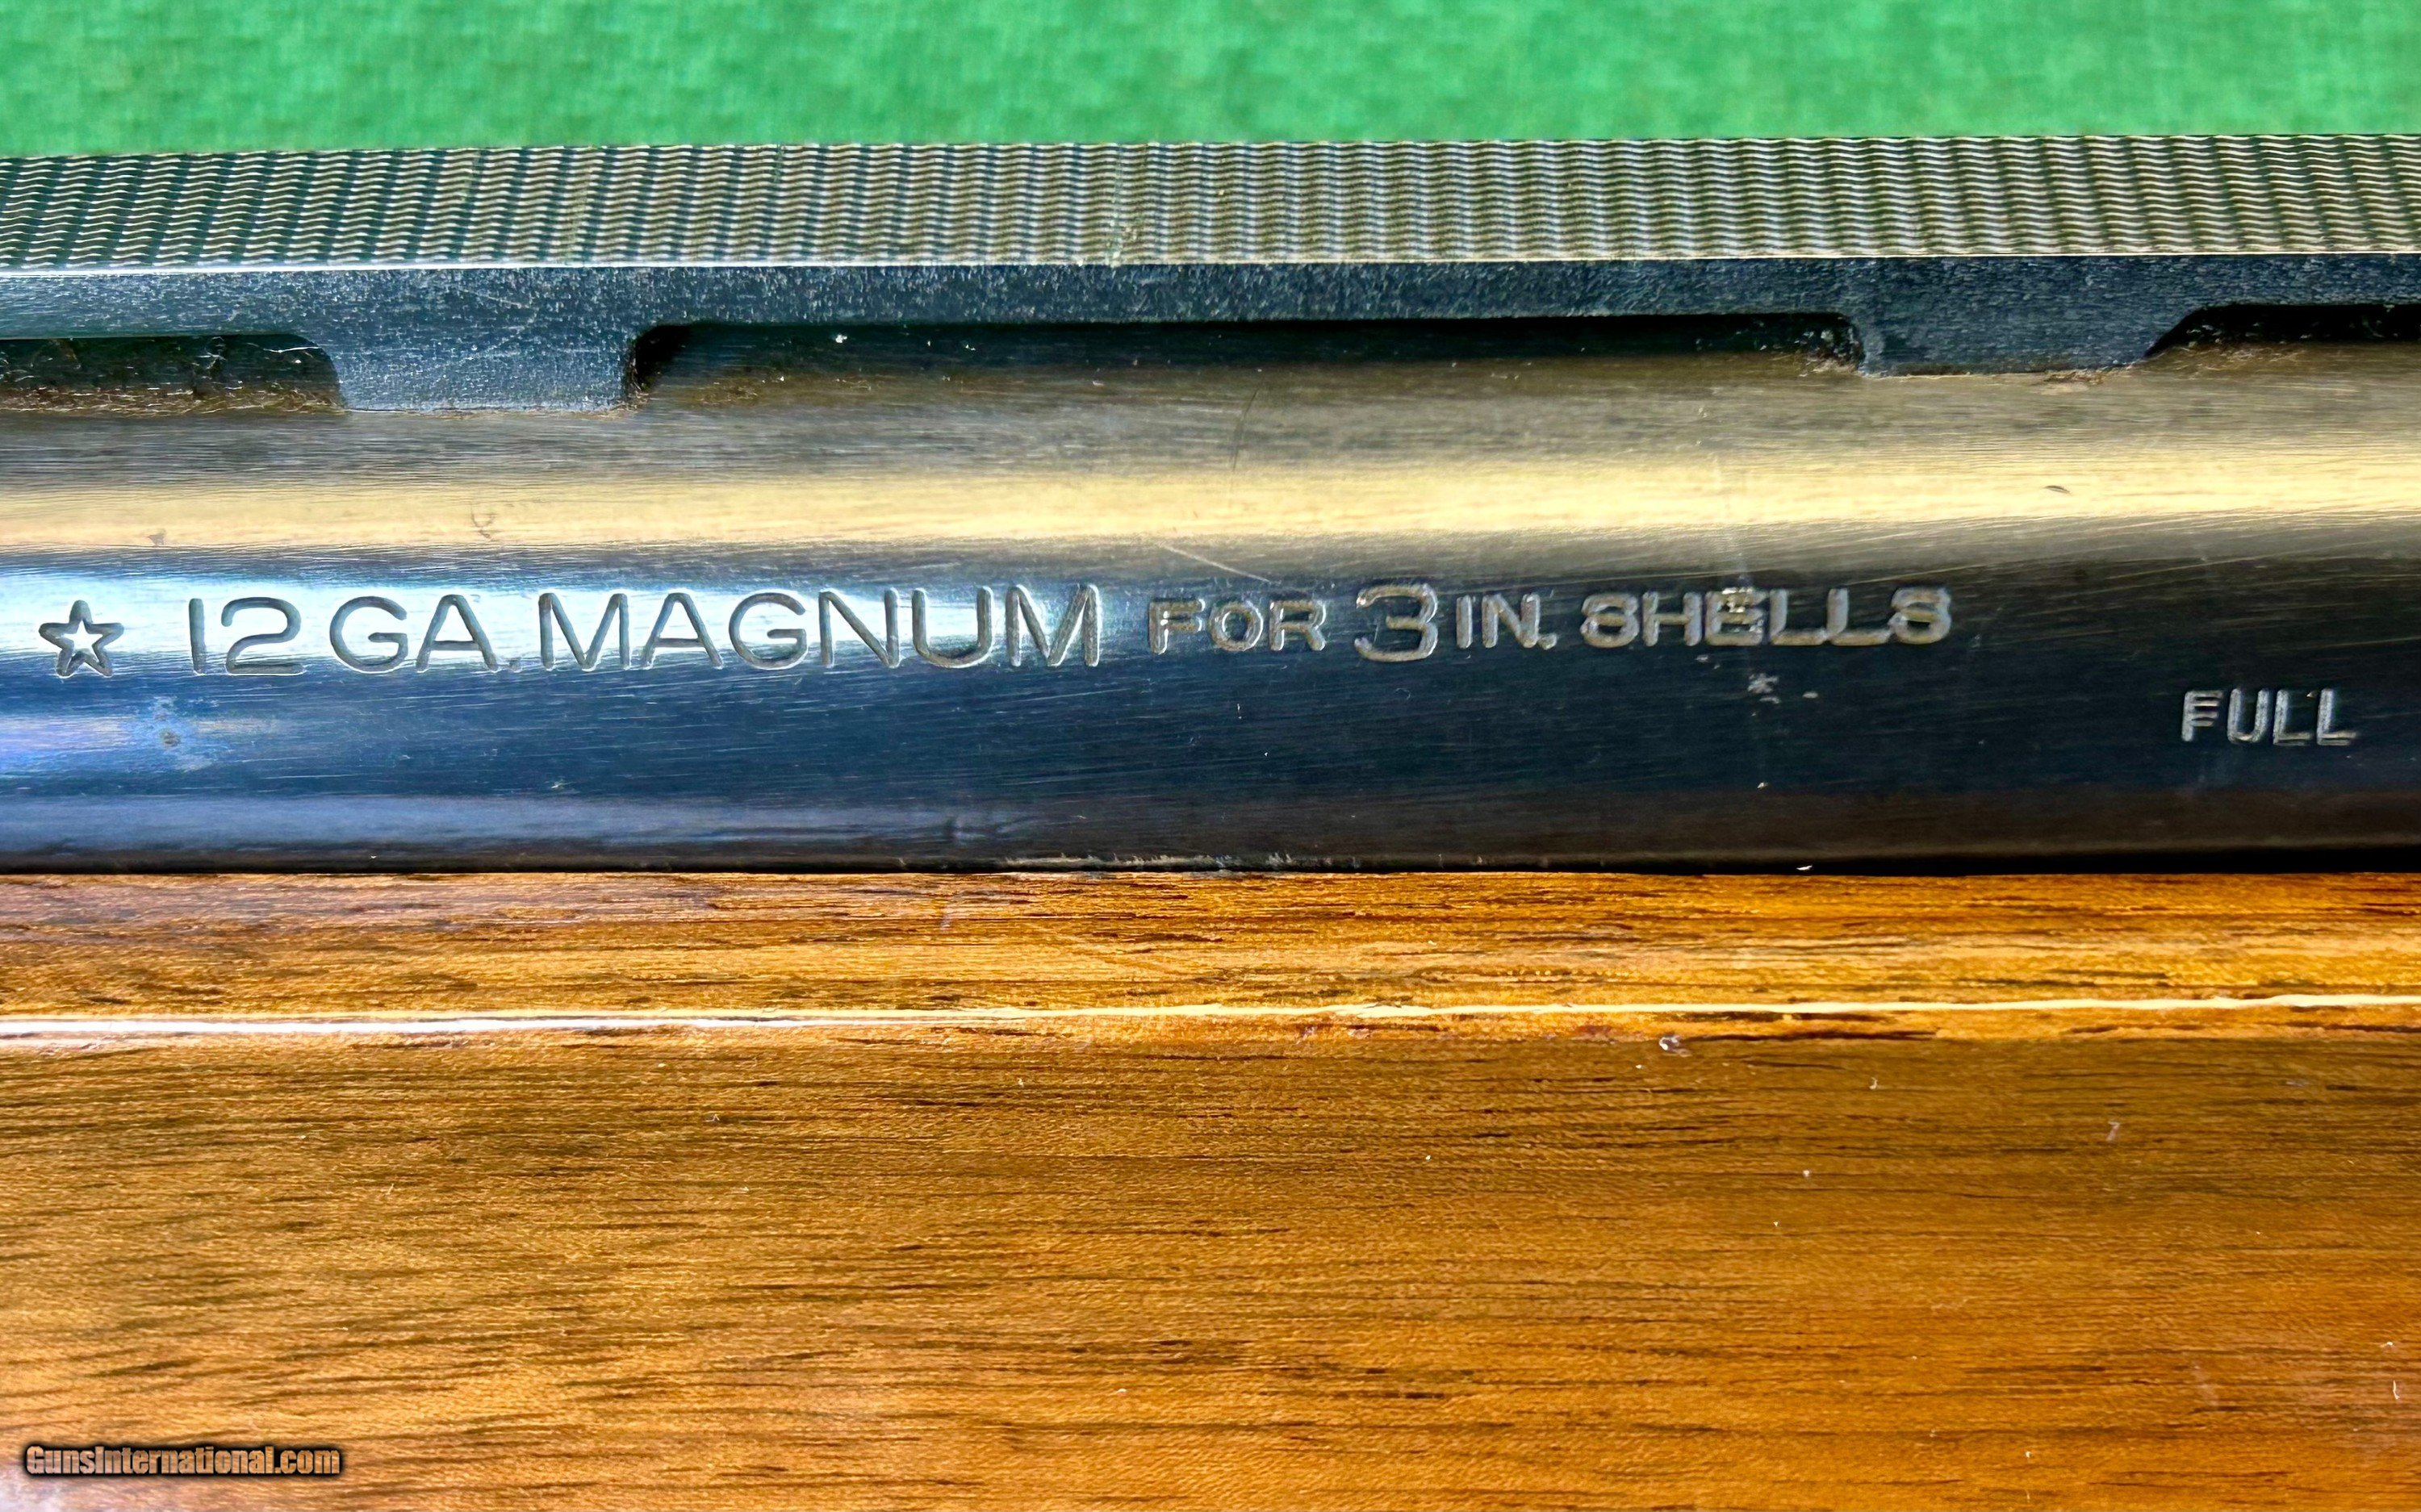 ☆ 12 GA. MAGNUM FOR 3 IN. SHELLS
FULL
GunsInternational.com